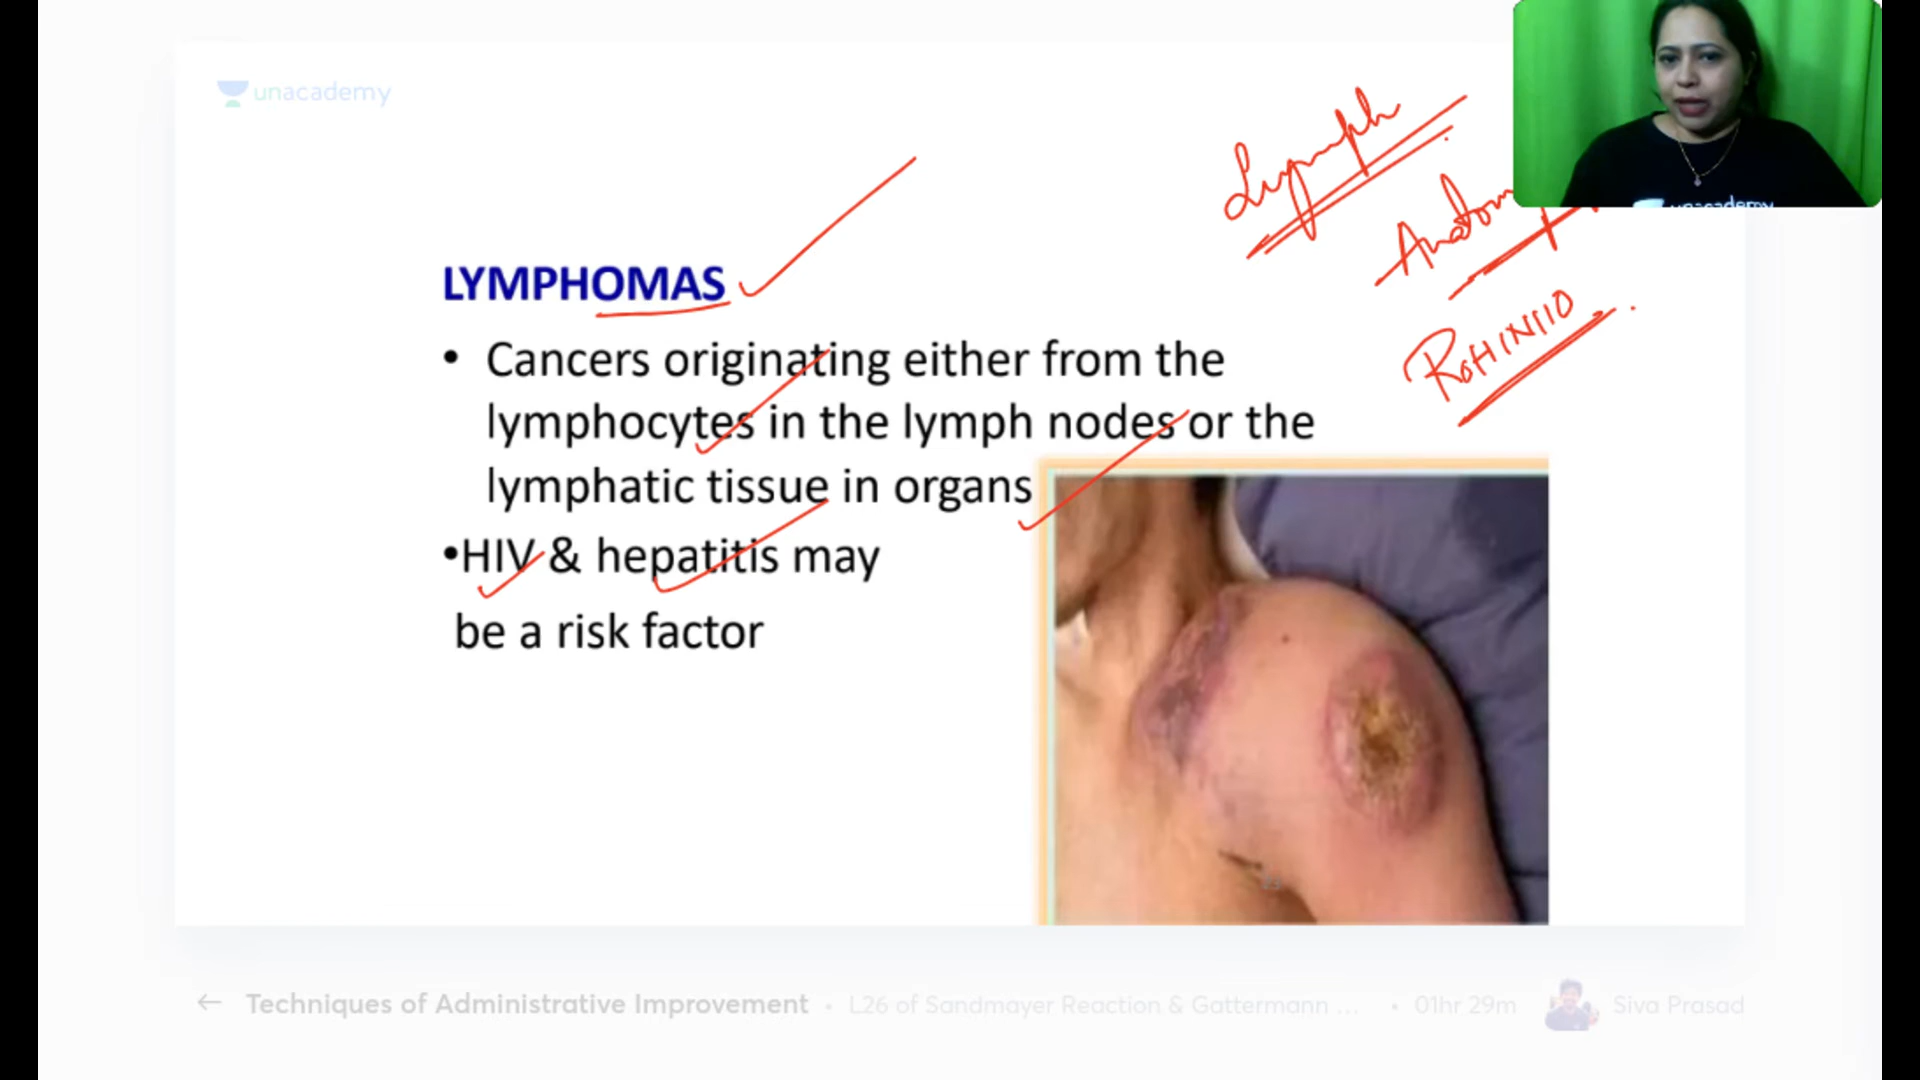 unacademy
Lymph
Anatomy
ROHINI10
LYMPHOMAS
• Cancers originating either from the
lymphocytes in the lymph nodes or the
lymphatic tissue in organs
•HIV & hepatitis may
be a risk factor
unacademy
← Techniques of Administrative Improvement • L26 of Sandmayer Reaction & Gattermann ... • 01hr 29m Siva Prasad